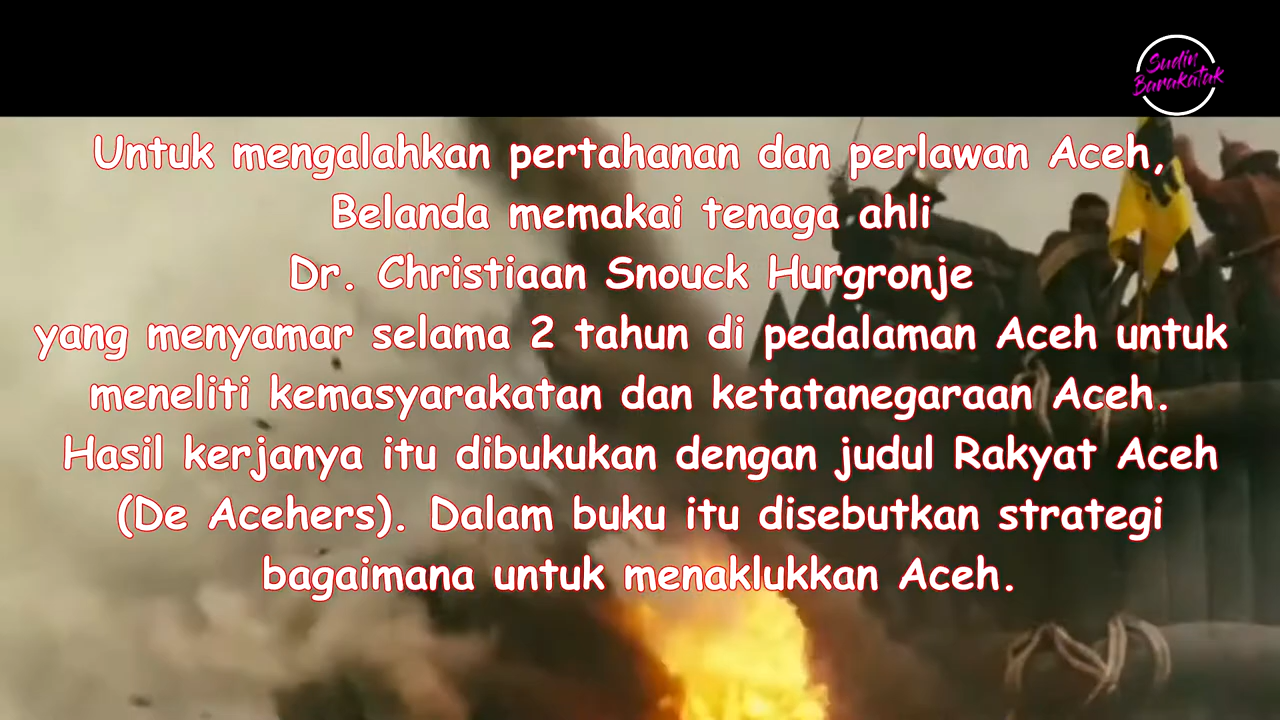 Sudin
Barakatak
Untuk mengalahkan pertahanan dan perlawan Aceh,
Belanda memakai tenaga ahli
Dr. Christiaan Snouck Hurgronje
yang menyamar selama 2 tahun di pedalaman Aceh untuk
meneliti kemasyarakatan dan ketatanegaraan Aceh.
Hasil kerjanya itu dibukukan dengan judul Rakyat Aceh
(De Acehers). Dalam buku itu disebutkan strategi
bagaimana untuk menaklukkan Aceh.